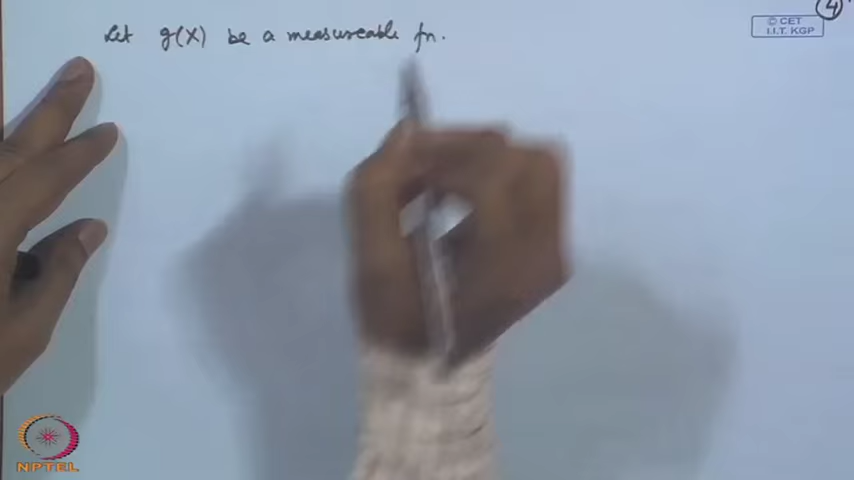 Let g(X) be a measureable fn.
4
© CET
I.I.T. KGP
NPTEL